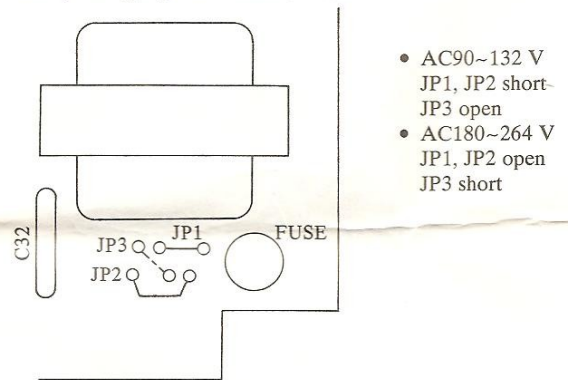 • AC90~132 V
JP1, JP2 short
JP3 open
• AC180~264 V
JP1, JP2 open
JP3 short
C32
JP3
JP1
FUSE
JP2